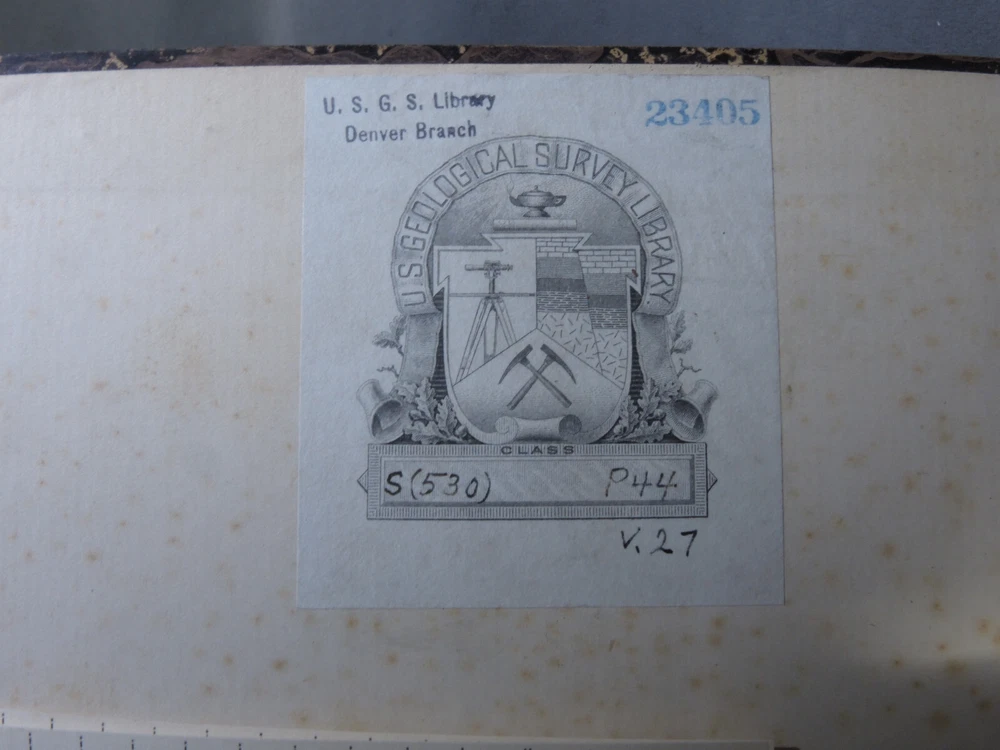 U. S. G. S. Library
Denver Branch
23405
U.S. GEOLOGICAL SURVEY LIBRARY.
CLASS
S(530) P44
V.27